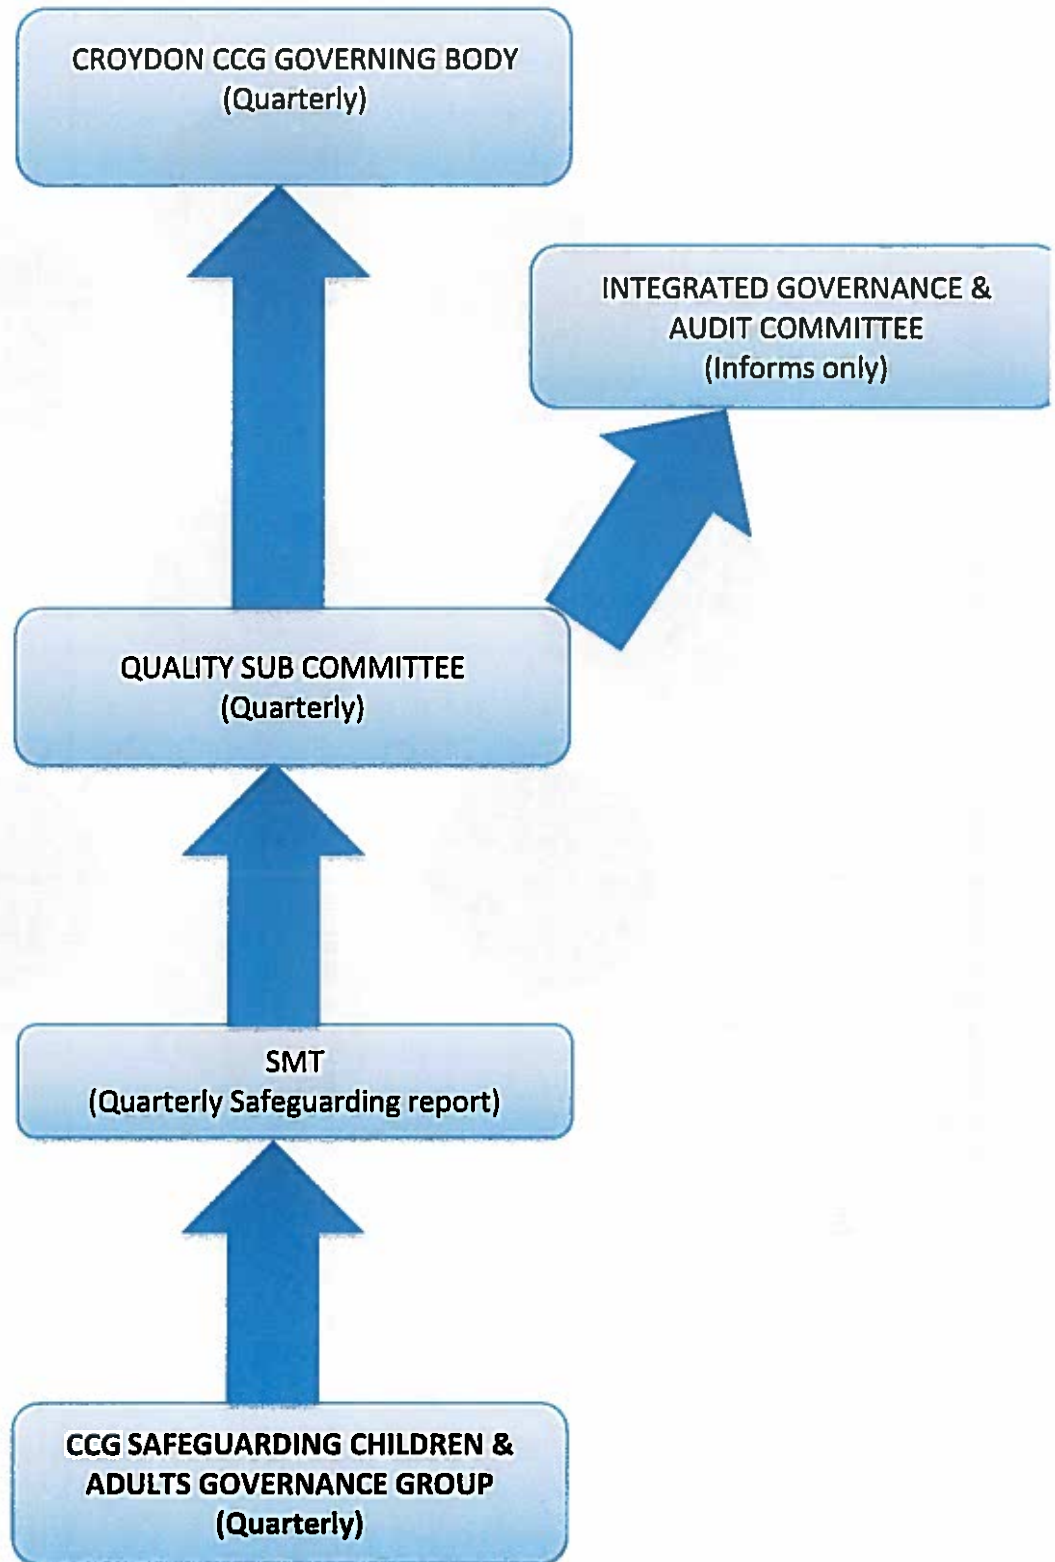 CROYDON CCG GOVERNING BODY
(Quarterly)
INTEGRATED GOVERNANCE &
AUDIT COMMITTEE
(Informs only)
QUALITY SUB COMMITTEE
(Quarterly)
SMT
(Quarterly Safeguarding report)
CCG SAFEGUARDING CHILDREN &
ADULTS GOVERNANCE GROUP
(Quarterly)